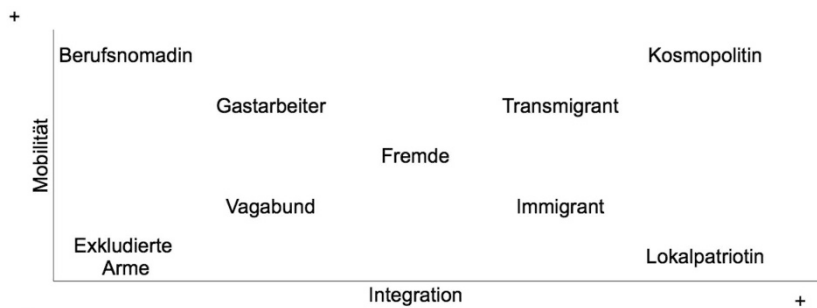 +
Berufsnomadin
Kosmopolitin
Gastarbeiter
Transmigrant
Mobilität
Fremde
Vagabund
Immigrant
Exkludierte
Arme
Lokalpatriotin
Integration
+